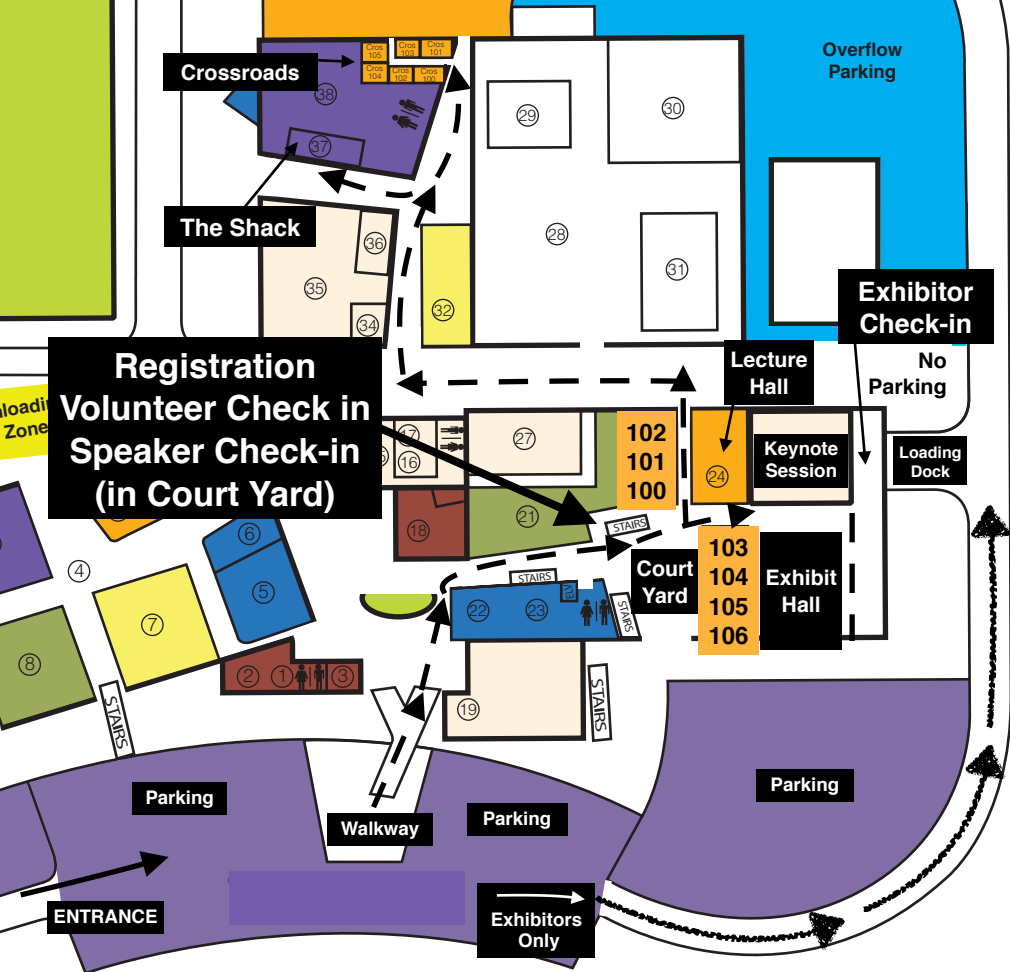 Overflow
Parking
Cros
105
Cros
103
Cros
101
Cros
104
Cros
102
Cros
100
Crossroads
38
37
29
30
The Shack
36
35
34
32
28
31
Exhibitor
Check-in
No
Parking
Lecture
Hall
Registration
Volunteer Check in
Speaker Check-in
(in Court Yard)
Zone
17
16
27
102
101
100
24
Keynote
Session
Loading
Dock
18
21
STAIRS
103
104
105
106
Exhibit
Hall
Court
Yard
6
5
4
7
8
STAIRS
22
23
ELV
STAIRS
2
1
3
19
STAIRS
STAIRS
Parking
Walkway
Parking
Parking
ENTRANCE
Exhibitors
Only